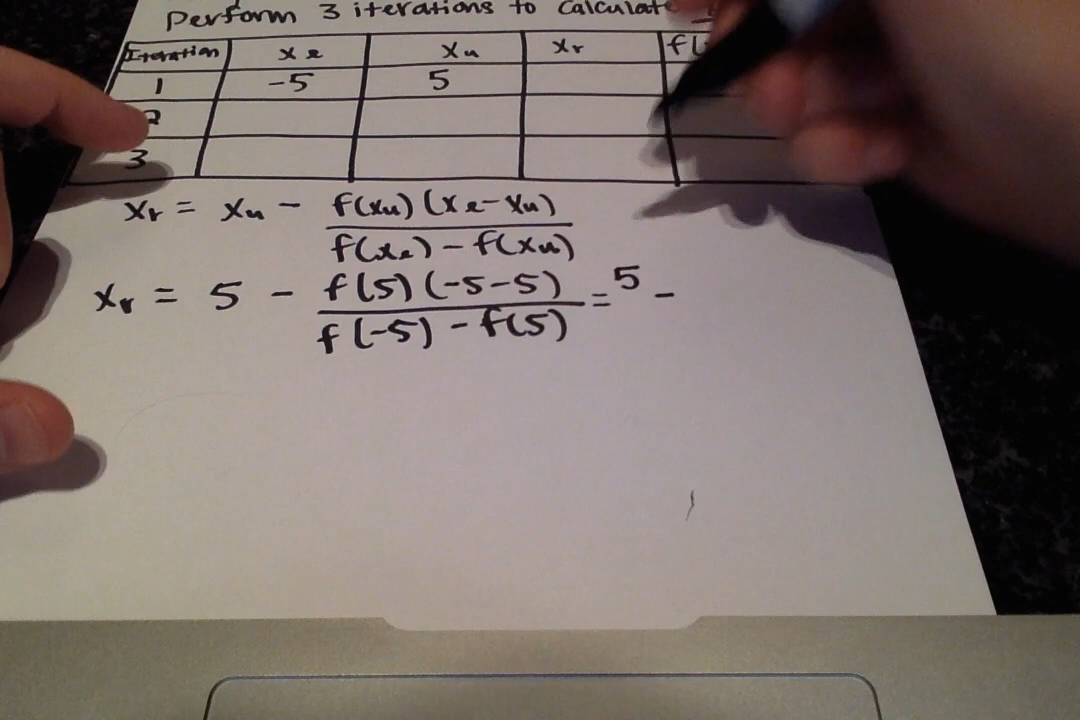 Perform 3 iterations to calculate
Iteration xℓ xu xr f(
1 -5 5
2
3
xr = xu - f(xu)(xℓ-xu) / f(xℓ) - f(xu)
xr = 5 - f(5)(-5-5) / f(-5) - f(5) = 5 -